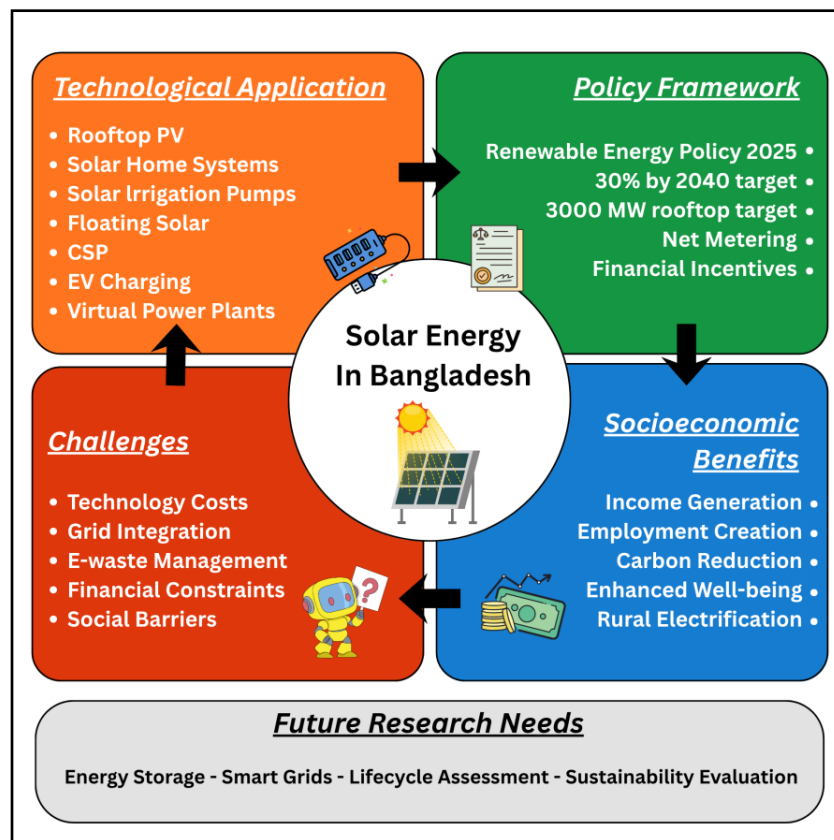 Technological Application
• Rooftop PV
• Solar Home Systems
• Solar Irrigation Pumps
• Floating Solar
• CSP
• EV Charging
• Virtual Power Plants
Policy Framework
Renewable Energy Policy 2025 •
30% by 2040 target •
3000 MW rooftop target •
Net Metering •
Financial Incentives •
Solar Energy
In Bangladesh
Challenges
• Technology Costs
• Grid Integration
• E-waste Management
• Financial Constraints
• Social Barriers
?
Socioeconomic
Benefits
Income Generation •
Employment Creation •
Carbon Reduction •
Enhanced Well-being •
Rural Electrification •
Future Research Needs
Energy Storage - Smart Grids - Lifecycle Assessment - Sustainability Evaluation